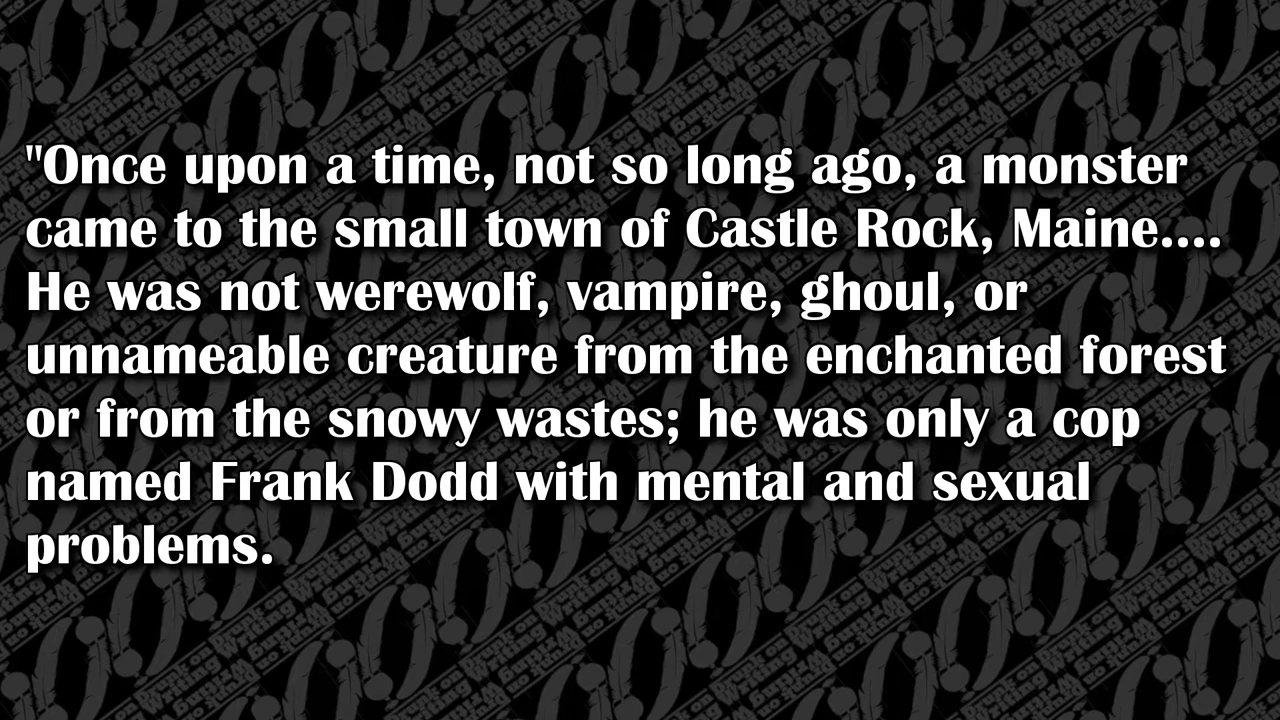 "Once upon a time, not so long ago, a monster
came to the small town of Castle Rock, Maine....
He was not werewolf, vampire, ghoul, or
unnameable creature from the enchanted forest
or from the snowy wastes; he was only a cop
named Frank Dodd with mental and sexual
problems.